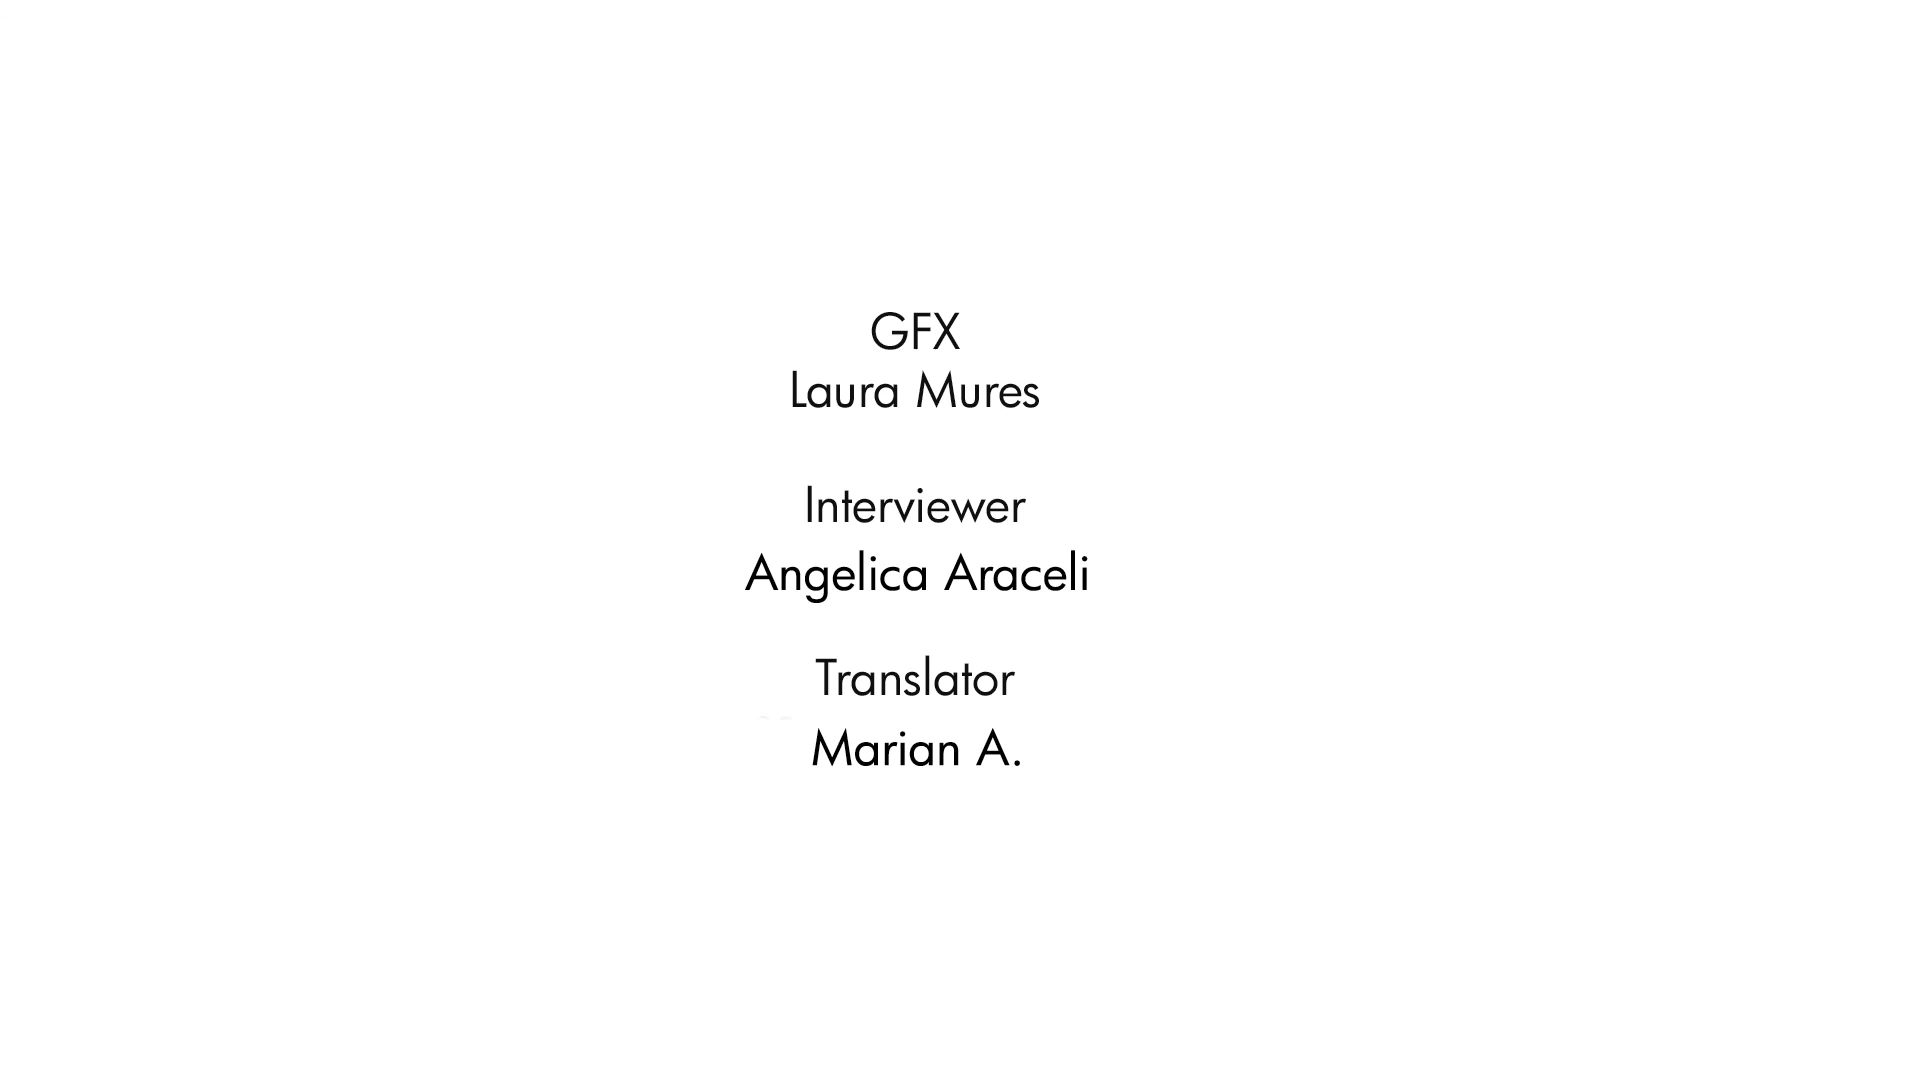 GFX
Laura Mures
Interviewer
Angelica Araceli
Translator
Marian A.